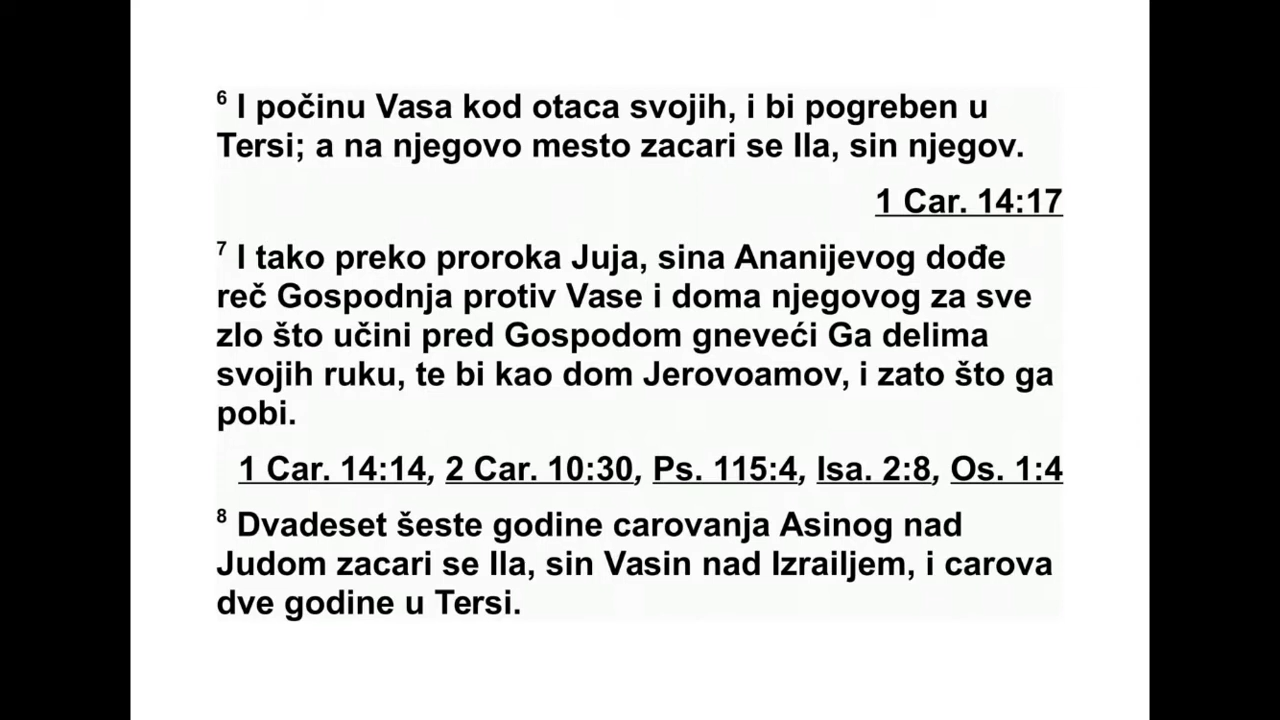 6 I počinu Vasa kod otaca svojih, i bi pogreben u
Tersi; a na njegovo mesto zacari se Ila, sin njegov.
1 Car. 14:17
7 I tako preko proroka Juja, sina Ananijevog dođe
reč Gospodnja protiv Vase i doma njegovog za sve
zlo što učini pred Gospodom gneveći Ga delima
svojih ruku, te bi kao dom Jerovoamov, i zato što ga
pobi.
1 Car. 14:14, 2 Car. 10:30, Ps. 115:4, Isa. 2:8, Os. 1:4
8 Dvadeset šeste godine carovanja Asinog nad
Judom zacari se Ila, sin Vasin nad Izrailjem, i carova
dve godine u Tersi.